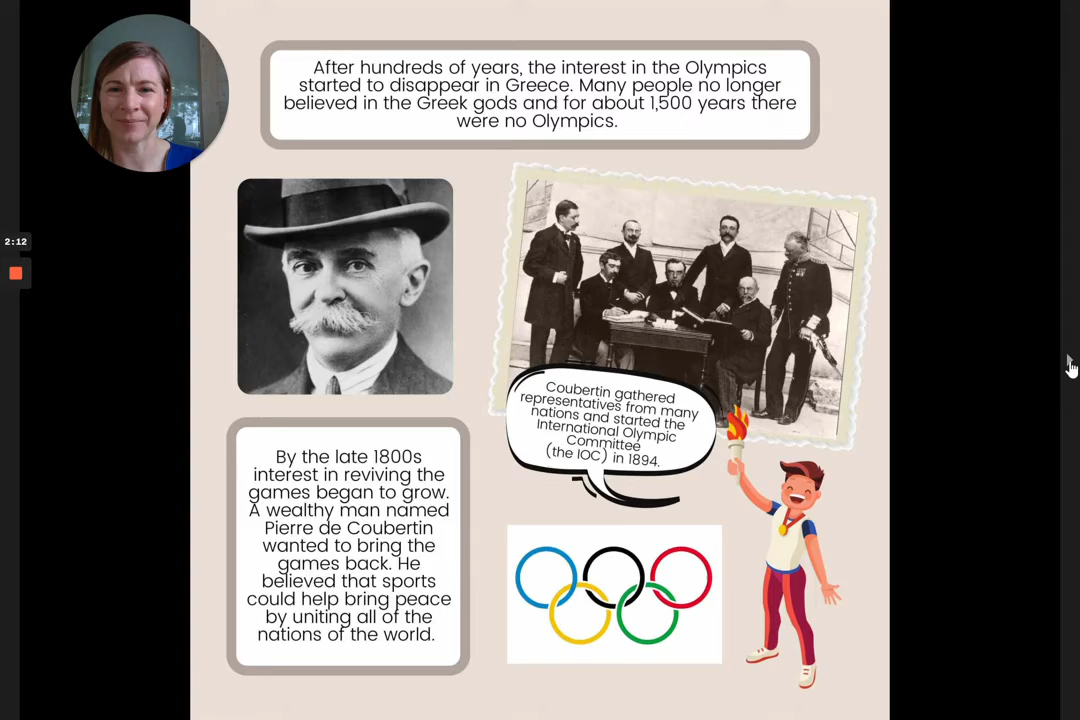 After hundreds of years, the interest in the Olympics
started to disappear in Greece. Many people no longer
believed in the Greek gods and for about 1,500 years there
were no Olympics.
2:12
Coubertin gathered
representatives from many
nations and started the
International Olympic
Committee
(the IOC) in 1894.
By the late 1800s
interest in reviving the
games began to grow.
A wealthy man named
Pierre de Coubertin
wanted to bring the
games back. He
believed that sports
could help bring peace
by uniting all of the
nations of the world.